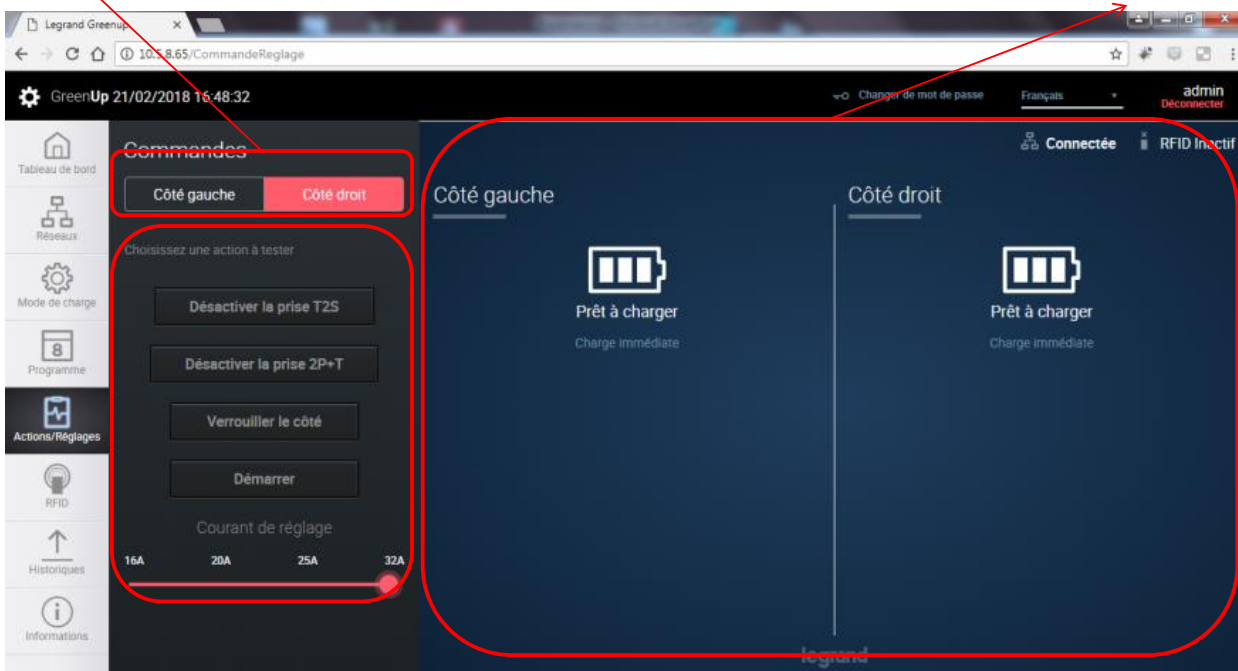 Legrand Greenup
10.5.8.65/CommandeReglage
GreenUp 21/02/2018 16:48:32
Changer de mot de passe
Français
admin
Déconnecter
Tableau de bord
Réseaux
Mode de charge
8
Programme
Actions/Réglages
RFID
Historiques
Informations
Commandes
Côté gauche
Côté droit
Choisissez une action à tester
Désactiver la prise T2S
Désactiver la prise 2P+T
Verrouiller le côté
Démarrer
Courant de réglage
16A 20A 25A 32A
Connectée
RFID Inactif
Côté gauche
Prêt à charger
Charge immédiate
Côté droit
Prêt à charger
Charge immédiate
legrand